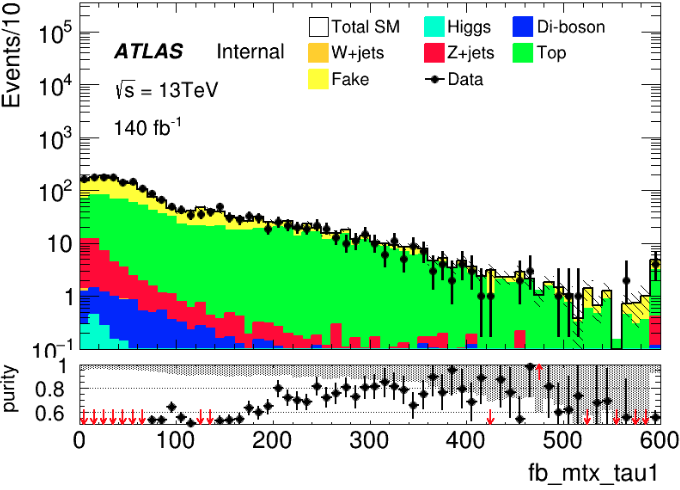 Events/10
10⁵
10⁴
10³
10²
10
1
10⁻¹
ATLAS Internal
√s = 13TeV
140 fb⁻¹
Total SM
Higgs
Di-boson
W+jets
Z+jets
Top
Fake
Data
purity
1
0.8
0.6
0 100 200 300 400 500 600
fb_mtx_tau1